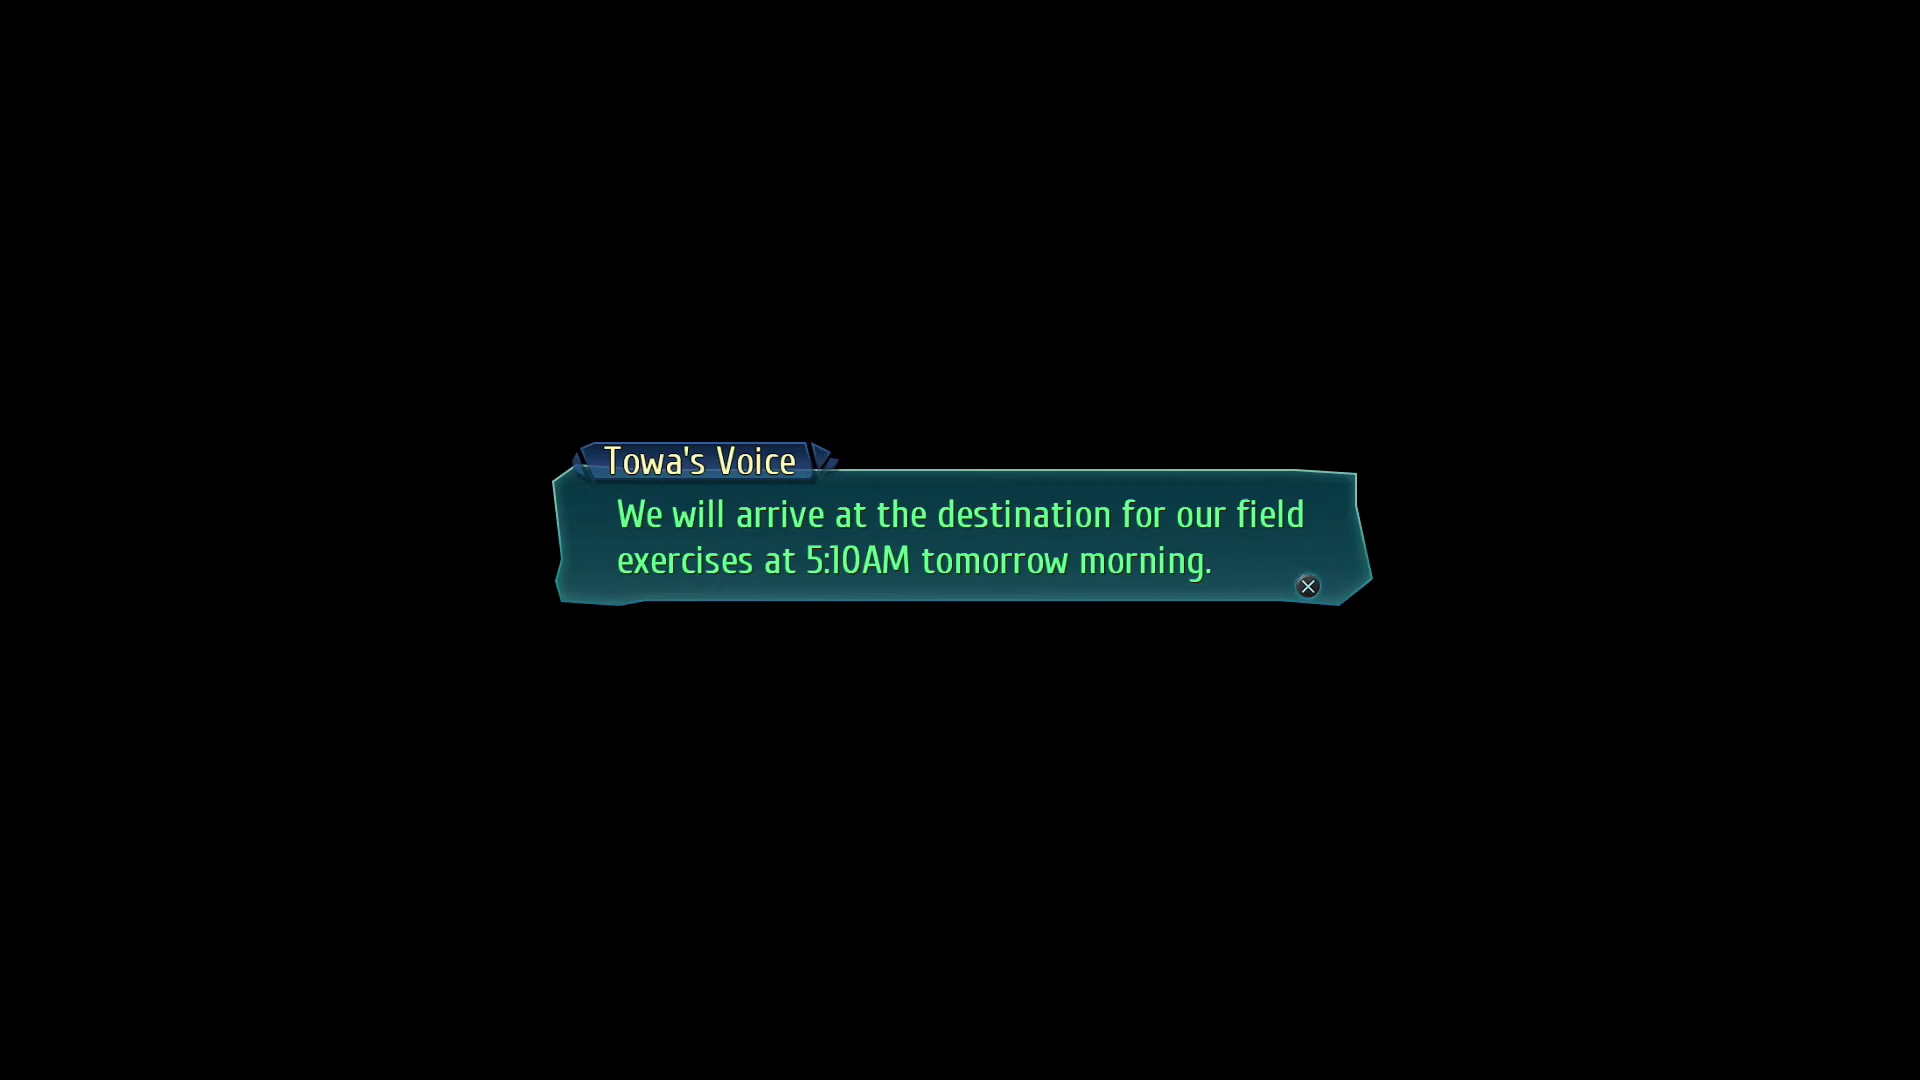 Towa's Voice
We will arrive at the destination for our field
exercises at 5:10AM tomorrow morning.